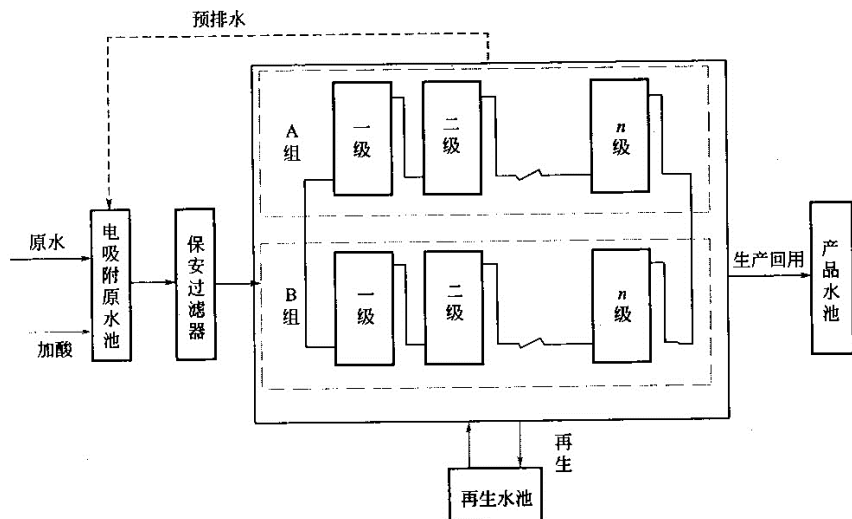 预排水
A组
一级
二级
n级
原水
加酸
电吸附原水池
保安过滤器
B组
一级
二级
n级
生产回用
产品水池
再生
再生水池